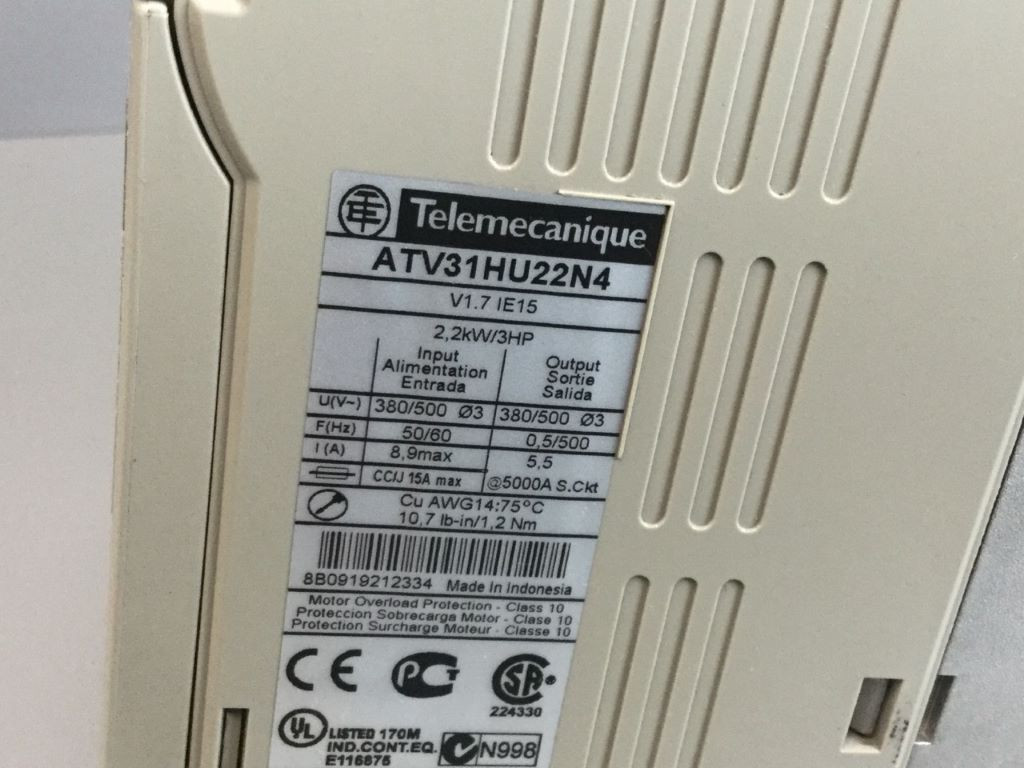 Telemecanique
ATV31HU22N4
V1.7 IE15
2,2kW/3HP
Input Output
Alimentation Sortie
Entrada Salida
U(V~) 380/500 Ø3 380/500 Ø3
F(Hz) 50/60 0,5/500
I (A) 8,9max 5,5
CC/J 15A max @5000A S.Ckt
Cu AWG14:75°C
10,7 lb-in/1,2 Nm
8B0919212334 Made In Indonesia
Motor Overload Protection - Class 10
Proteccion Sobrecarga Motor - Clase 10
Protection Surcharge Moteur - Classe 10
CE PCT SA®
224330
UL LISTED 170M
IND.CONT.EQ.
E116875 N998